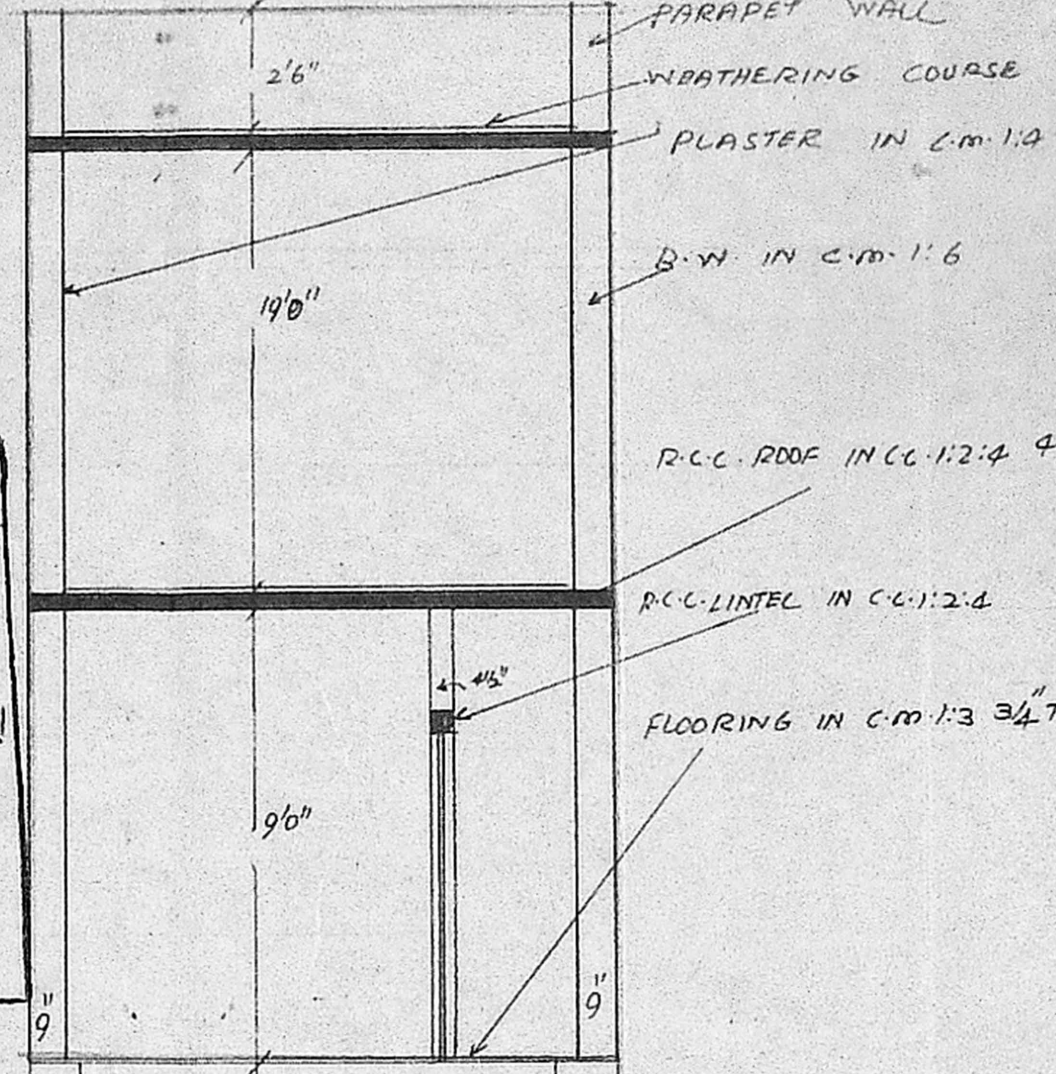 PARAPET WALL
2'6"
WEATHERING COURSE
PLASTER IN C.M. 1:4
B.W. IN C.M. 1:6
19'0"
R.C.C. ROOF IN C.C. 1:2:4 4
R.C.C. LINTEL IN C.C. 1:2:4
4½"
FLOORING IN C.M. 1:3 3/4" T
9'0"
9"
9"